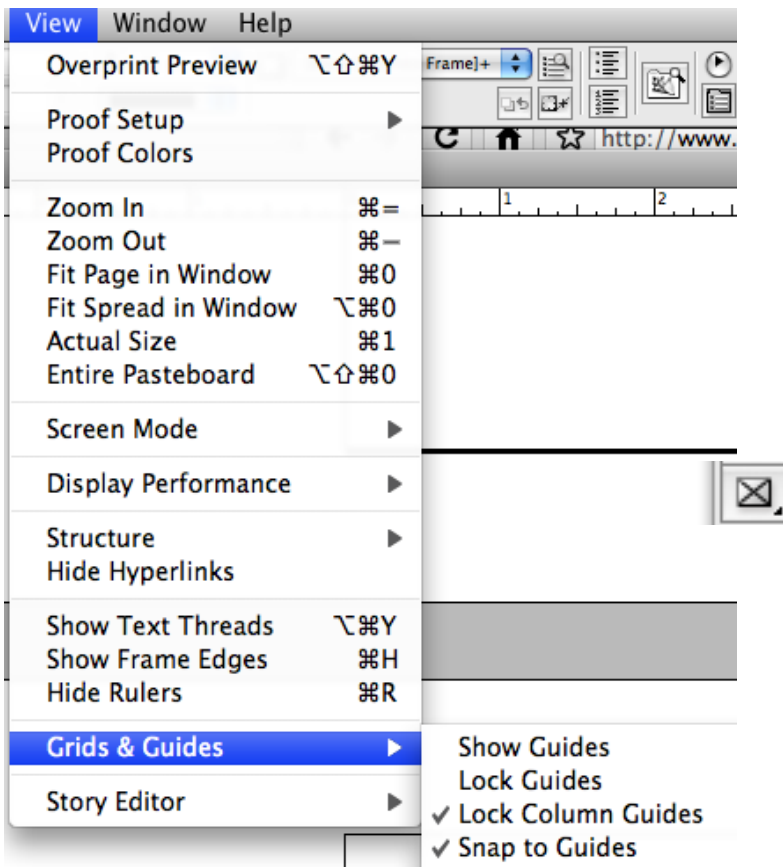 View Window Help
Overprint Preview ⌥⇧⌘Y
Frame]+
Proof Setup ▶
http://www.
Proof Colors
Zoom In ⌘=
1 2
Zoom Out ⌘−
Fit Page in Window ⌘0
Fit Spread in Window ⌥⌘0
Actual Size ⌘1
Entire Pasteboard ⌥⇧⌘0
Screen Mode ▶
Display Performance ▶
Structure ▶
Hide Hyperlinks
Show Text Threads ⌥⌘Y
Show Frame Edges ⌘H
Hide Rulers ⌘R
Grids & Guides ▶
Show Guides
Lock Guides
Story Editor ▶
✓ Lock Column Guides
✓ Snap to Guides